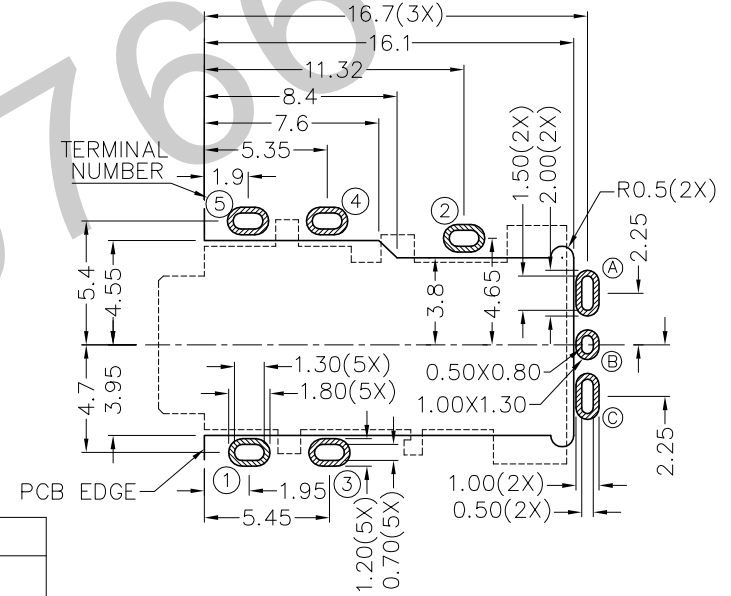 16.7(3X)
16.1
11.32
8.4
7.6
5.35
1.9
TERMINAL
NUMBER
5
4
2
1.50(2X)
2.00(2X)
R0.5(2X)
2.25
A
5.4
4.55
3.8
4.65
4.7
3.95
1.30(5X)
1.80(5X)
0.50X0.80
1.00X1.30
B
C
2.25
PCB EDGE
1
1.95
3
5.45
1.20(5X)
0.70(5X)
1.00(2X)
0.50(2X)
766